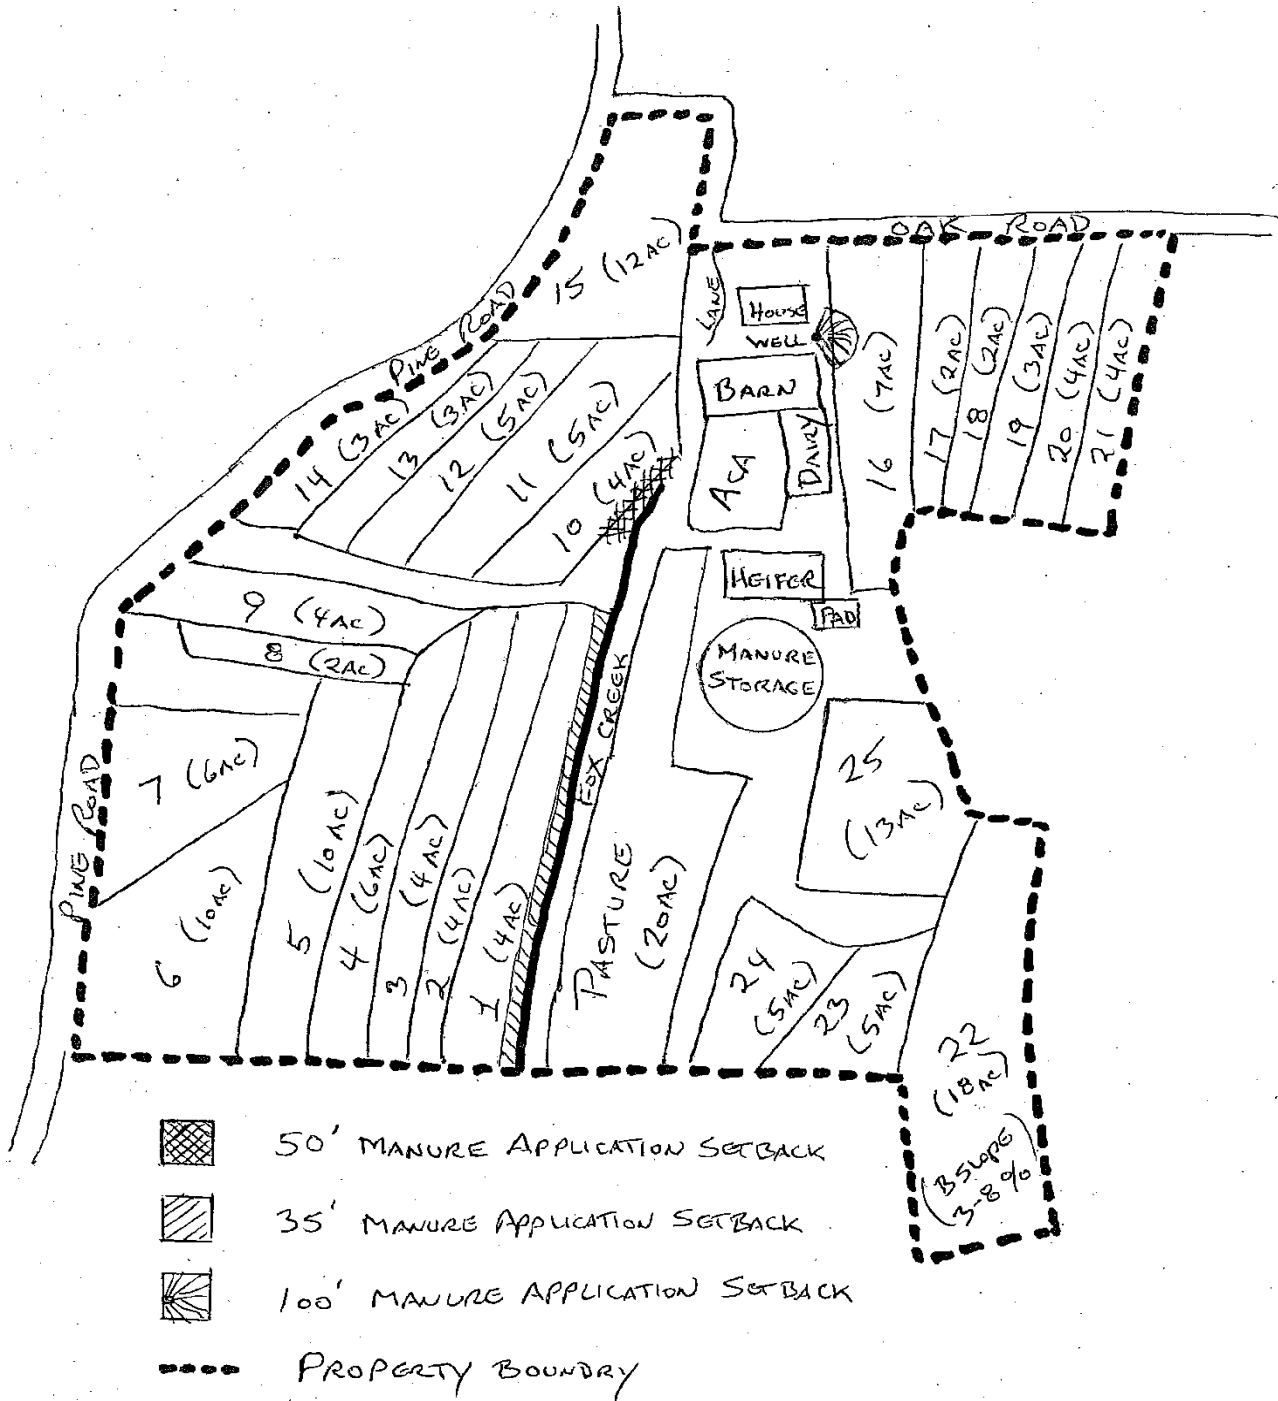 OAK ROAD
15 (12AC)
LANE
HOUSE
WELL
PINE ROAD
BARN
DAIRY
ACA
14 (3AC)
13 (3AC)
12 (5AC)
11 (5AC)
10 (4AC)
16 (7AC)
17 (2AC)
18 (2AC)
19 (3AC)
20 (4AC)
21 (4AC)
HEIFER
PAD
9 (4AC)
8 (2AC)
MANURE
STORAGE
FOX CREEK
7 (6AC)
PINE ROAD
6 (10AC)
5 (10AC)
4 (6AC)
3 (4AC)
2 (4AC)
1 (4AC)
PASTURE
(20AC)
25
(13AC)
24
(5AC)
23
(5AC)
22
(18AC)
(B SLOPE
3-8%)
50' MANURE APPLICATION SETBACK
35' MANURE APPLICATION SETBACK
100' MANURE APPLICATION SETBACK
PROPERTY BOUNDRY